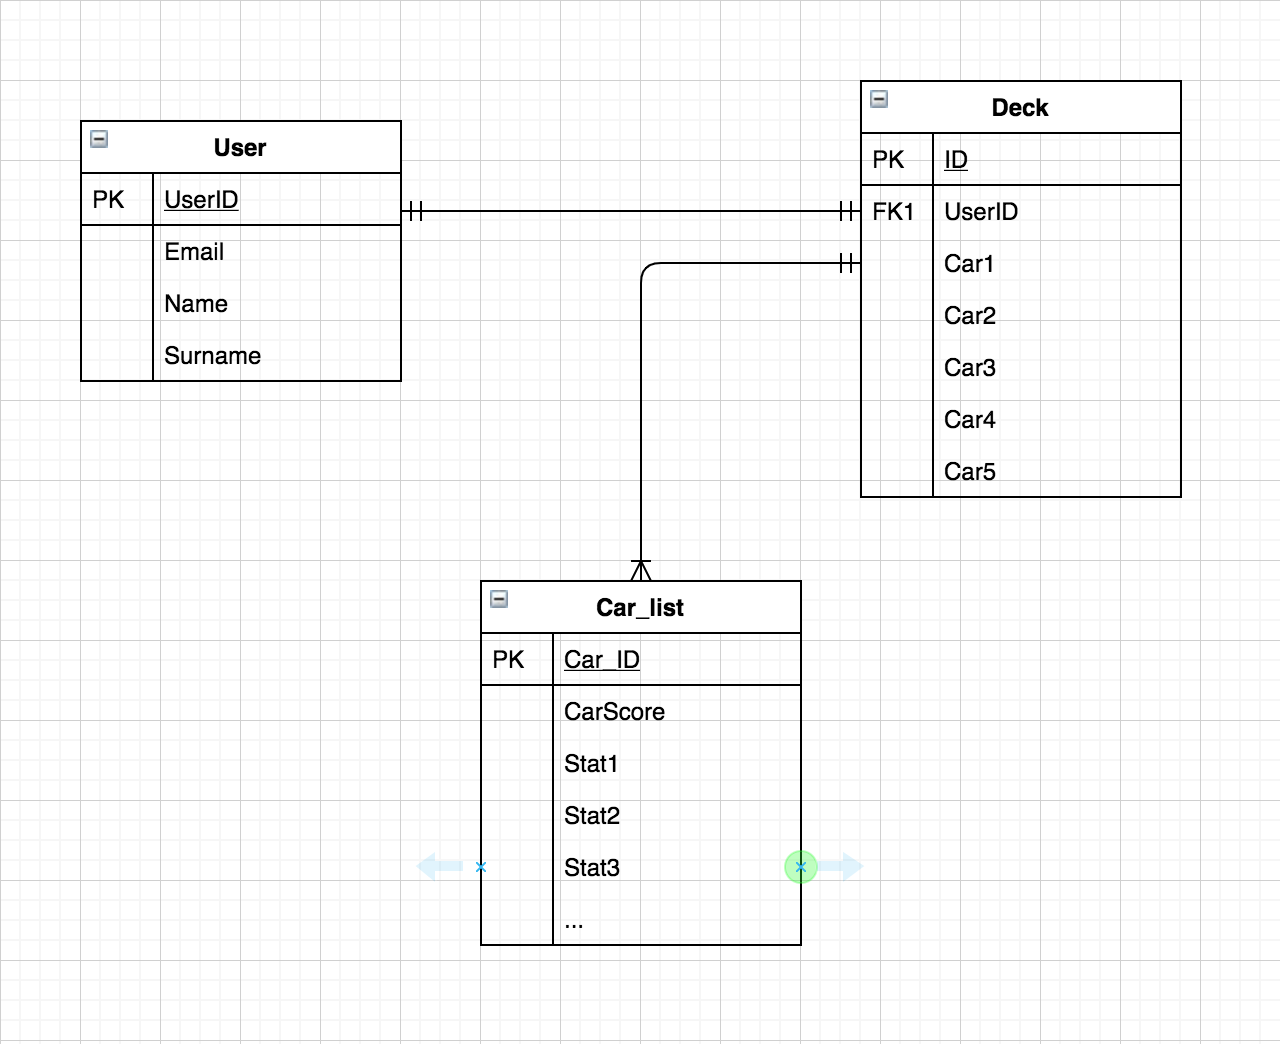 User
PK UserID
Email
Name
Surname
Deck
PK ID
FK1 UserID
Car1
Car2
Car3
Car4
Car5
Car_list
PK Car_ID
CarScore
Stat1
Stat2
Stat3
...